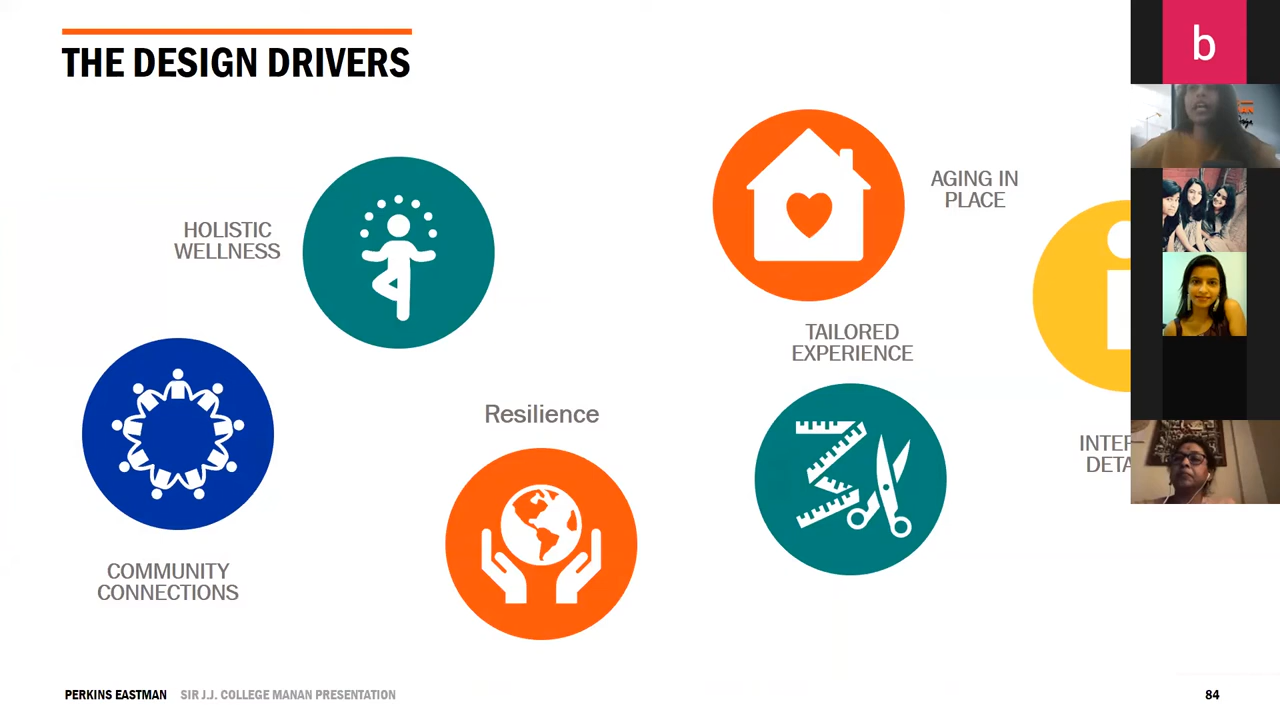 THE DESIGN DRIVERS
b
HOLISTIC
WELLNESS
AGING IN
PLACE
TAILORED
EXPERIENCE
Resilience
COMMUNITY
CONNECTIONS
PERKINS EASTMAN SIR J.J. COLLEGE MANAN PRESENTATION
84